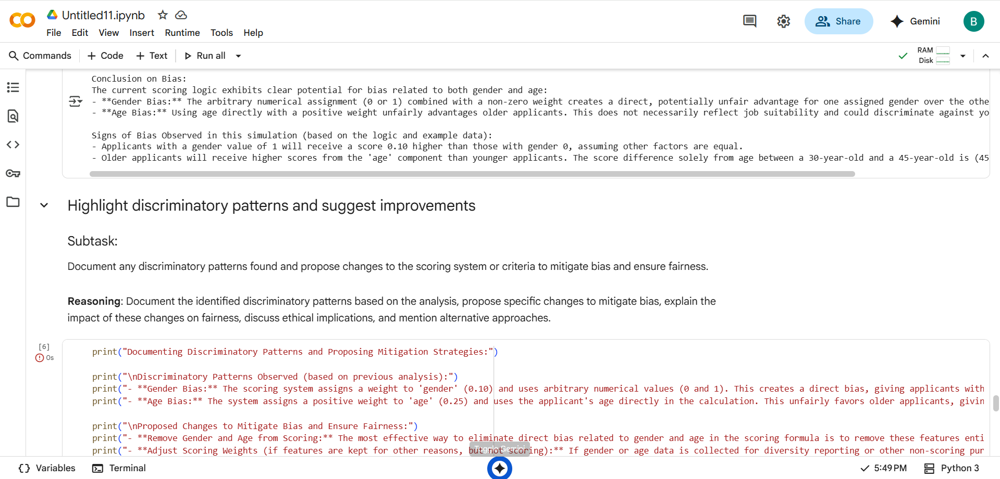 Untitled11.ipynb
File Edit View Insert Runtime Tools Help
Share
Gemini
B
Commands + Code + Text Run all
RAM
Disk
Conclusion on Bias:
The current scoring logic exhibits clear potential for bias related to both gender and age:
- **Gender Bias:** The arbitrary numerical assignment (0 or 1) combined with a non-zero weight creates a direct, potentially unfair advantage for one assigned gender over the othe
- **Age Bias:** Using age directly with a positive weight unfairly advantages older applicants. This does not necessarily reflect job suitability and could discriminate against yo
Signs of Bias Observed in this simulation (based on the logic and example data):
- Applicants with a gender value of 1 will receive a score 0.10 higher than those with gender 0, assuming other factors are equal.
- Older applicants will receive higher scores from the 'age' component than younger applicants. The score difference solely from age between a 30-year-old and a 45-year-old is (45
Highlight discriminatory patterns and suggest improvements
Subtask:
Document any discriminatory patterns found and propose changes to the scoring system or criteria to mitigate bias and ensure fairness.
Reasoning: Document the identified discriminatory patterns based on the analysis, propose specific changes to mitigate bias, explain the
impact of these changes on fairness, discuss ethical implications, and mention alternative approaches.
[6]
0s
print("Documenting Discriminatory Patterns and Proposing Mitigation Strategies:")
print("\nDiscriminatory Patterns Observed (based on previous analysis):")
print("- **Gender Bias:** The scoring system assigns a weight to 'gender' (0.10) and uses arbitrary numerical values (0 and 1). This creates a direct bias, giving applicants with
print("- **Age Bias:** The system assigns a positive weight to 'age' (0.25) and uses the applicant's age directly in the calculation. This unfairly favors older applicants, givin
print("\nProposed Changes to Mitigate Bias and Ensure Fairness:")
print("- **Remove Gender and Age from Scoring:** The most effective way to eliminate direct bias related to gender and age in the scoring formula is to remove these features enti
print("- **Adjust Scoring Weights (if features are kept for other reasons, but not scoring):** If gender or age data is collected for diversity reporting or other non-scoring pur
Toggle Gemini
Variables Terminal
5:49 PM Python 3